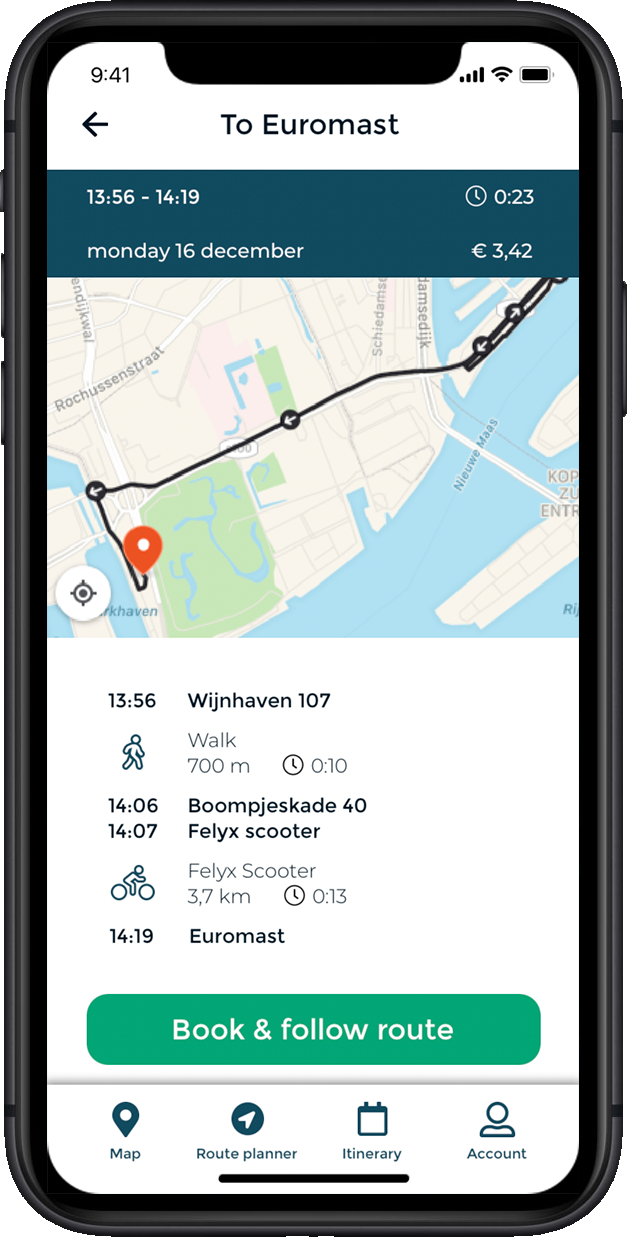 9:41
To Euromast
13:56 - 14:19 0:23
monday 16 december € 3,42
endijkwal
Rochussenstraat
Schiedamse
damsedijk
Nieuwe Maas
KOP
ZU
ENTR
rkhaven
Rij
13:56 Wijnhaven 107
Walk
700 m 0:10
14:06 Boompjeskade 40
14:07 Felyx scooter
Felyx Scooter
3,7 km 0:13
14:19 Euromast
Book & follow route
Map Route planner Itinerary Account